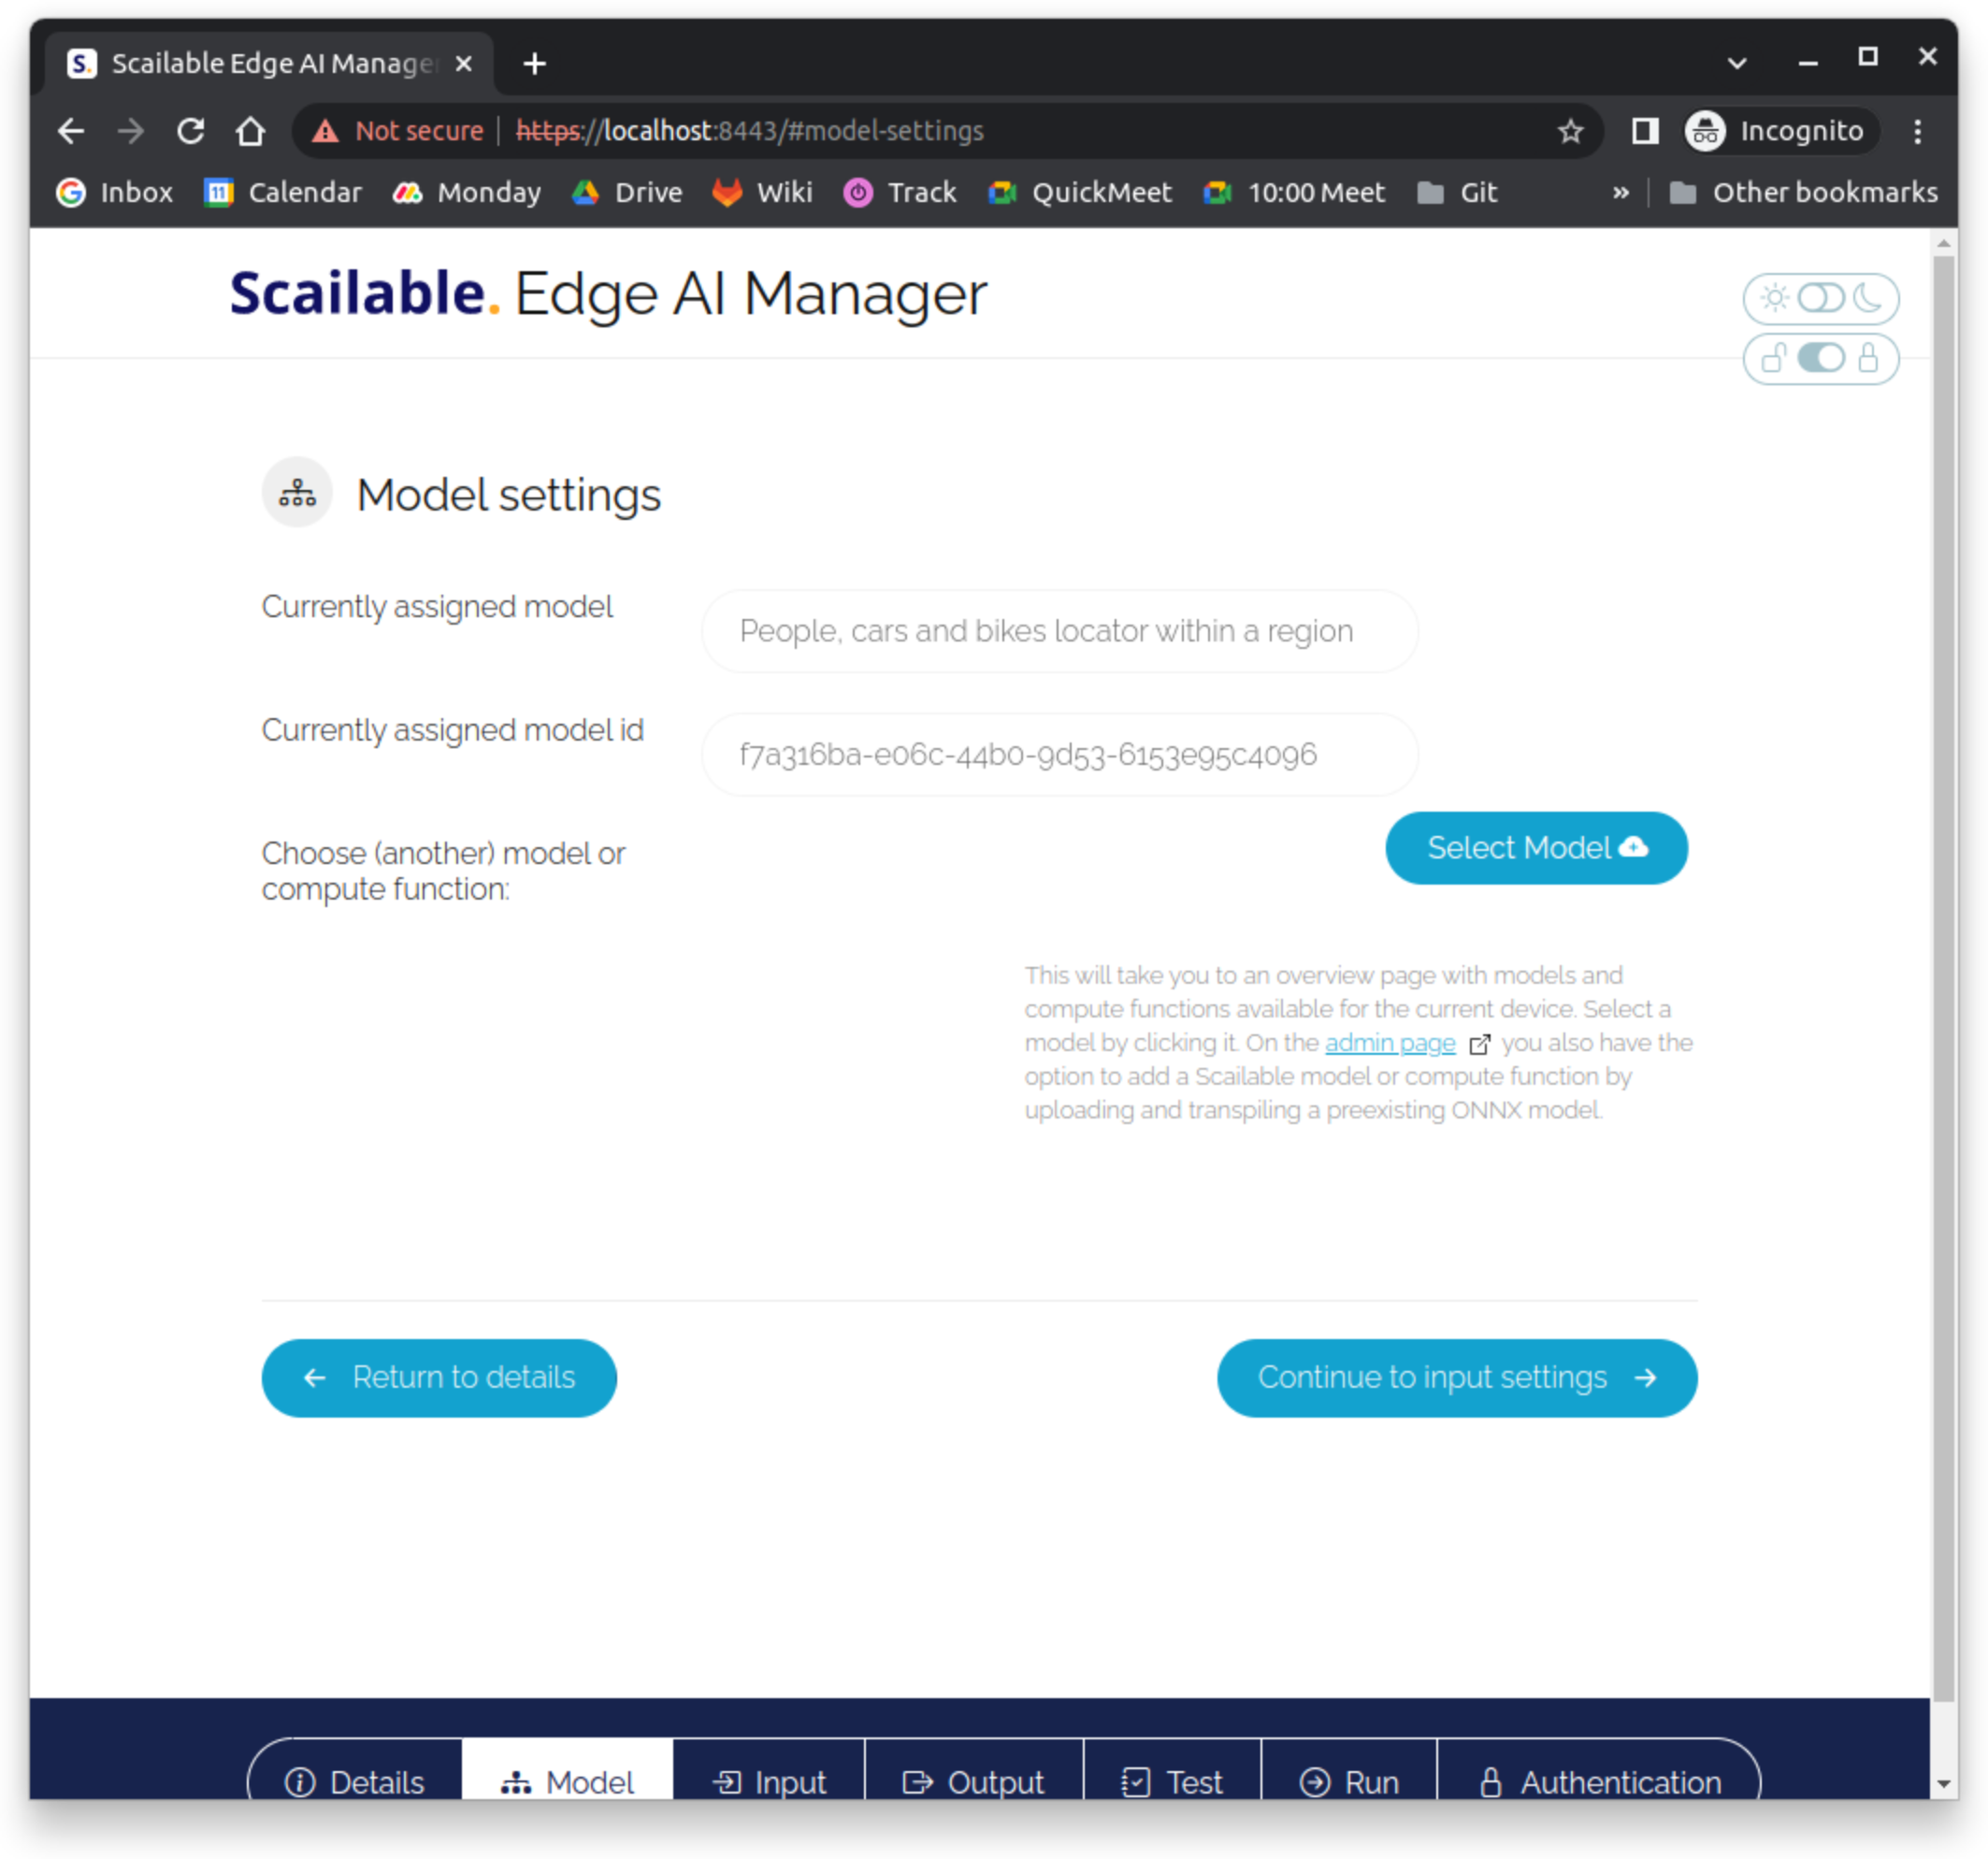 S. Scailable Edge AI Manager
Not secure https://localhost:8443/#model-settings Incognito
Inbox 11 Calendar Monday Drive Wiki Track QuickMeet 10:00 Meet Git » Other bookmarks
Scailable. Edge AI Manager
Model settings
Currently assigned model
People, cars and bikes locator within a region
Currently assigned model id
f7a316ba-e06c-44b0-9d53-6153e95c4096
Choose (another) model or
compute function:
Select Model
This will take you to an overview page with models and
compute functions available for the current device. Select a
model by clicking it. On the admin page you also have the
option to add a Scailable model or compute function by
uploading and transpiling a preexisting ONNX model.
Return to details
Continue to input settings
Details Model Input Output Test Run Authentication